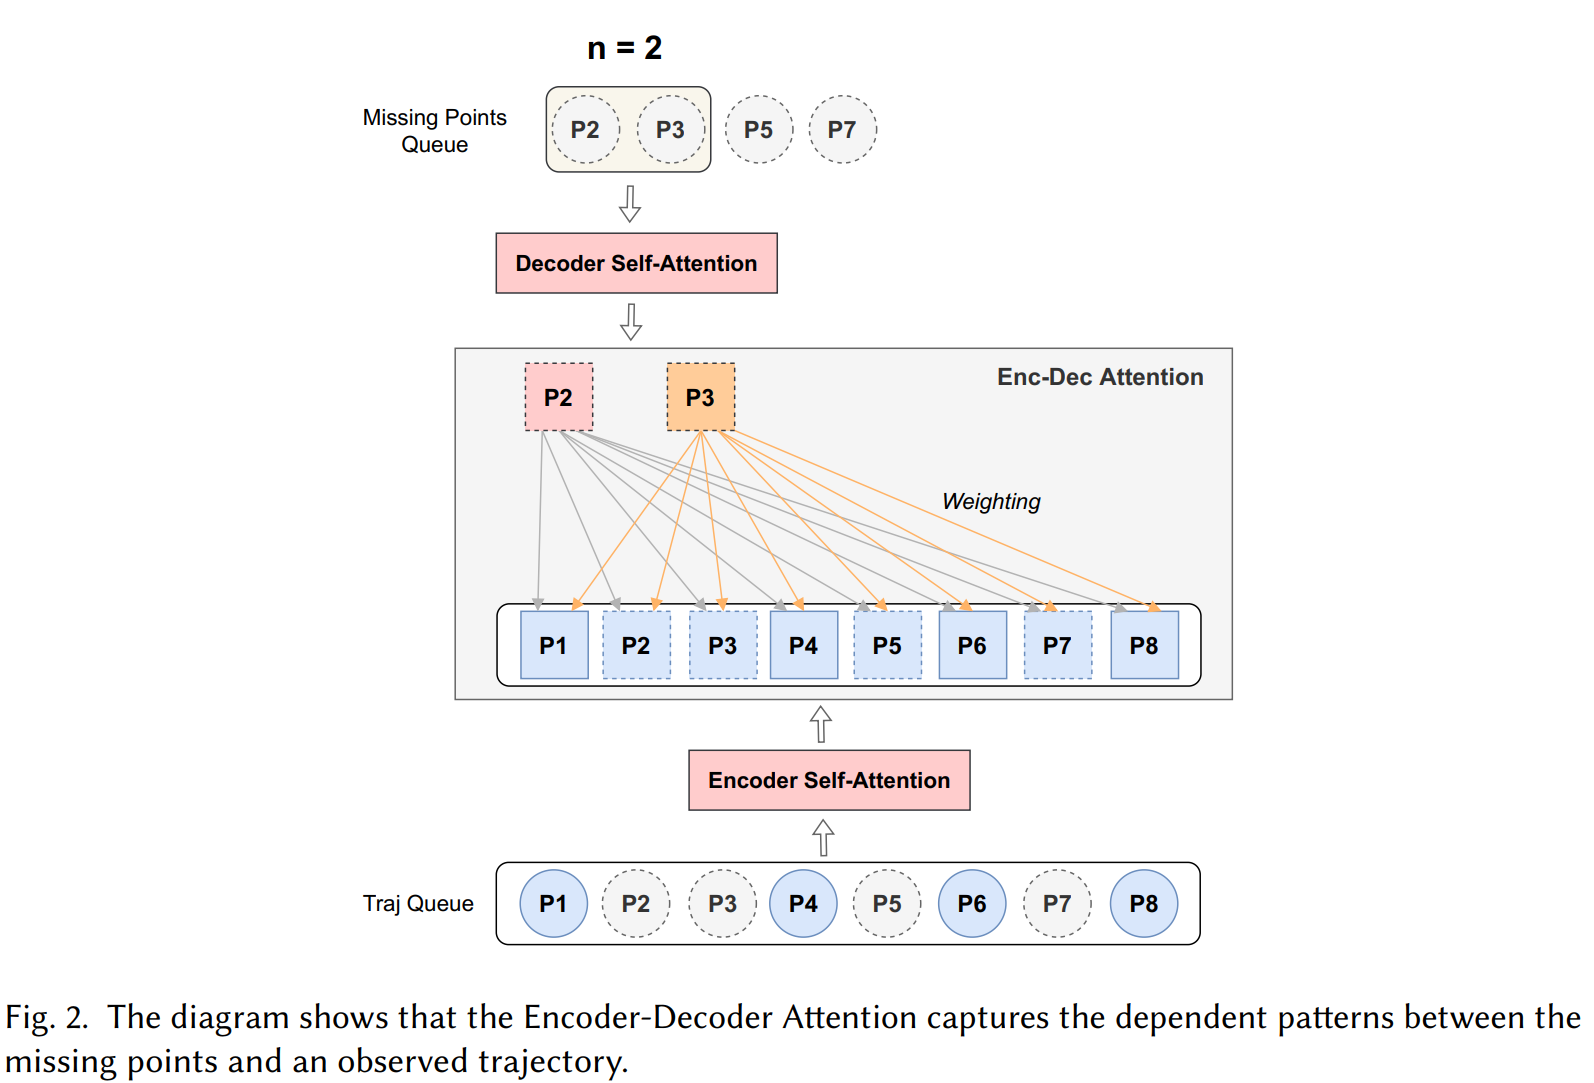 n = 2
Missing Points
Queue
P2 P3 P5 P7
Decoder Self-Attention
Enc-Dec Attention
P2 P3
Weighting
P1 P2 P3 P4 P5 P6 P7 P8
Encoder Self-Attention
Traj Queue P1 P2 P3 P4 P5 P6 P7 P8
Fig. 2. The diagram shows that the Encoder-Decoder Attention captures the dependent patterns between the
missing points and an observed trajectory.